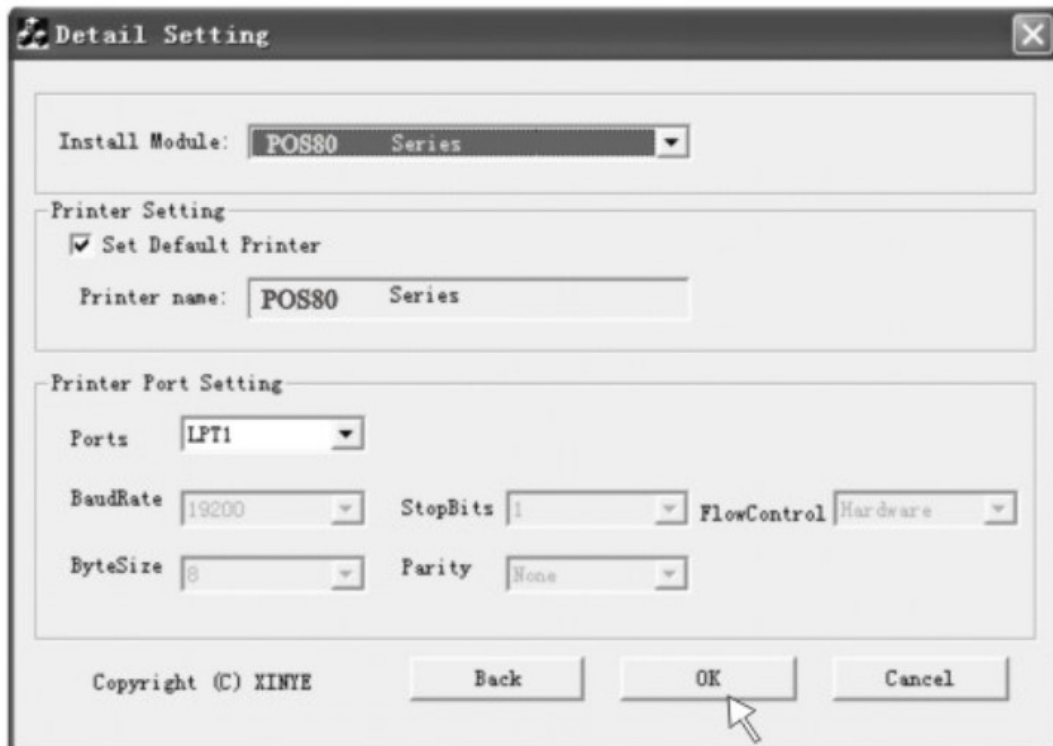 Detail Setting
Install Module: POS80 Series
Printer Setting
Set Default Printer
Printer name: POS80 Series
Printer Port Setting
Ports LPT1
BaudRate 19200 StopBits 1 FlowControl Hardware
ByteSize 8 Parity None
Copyright (C) XINYE Back OK Cancel